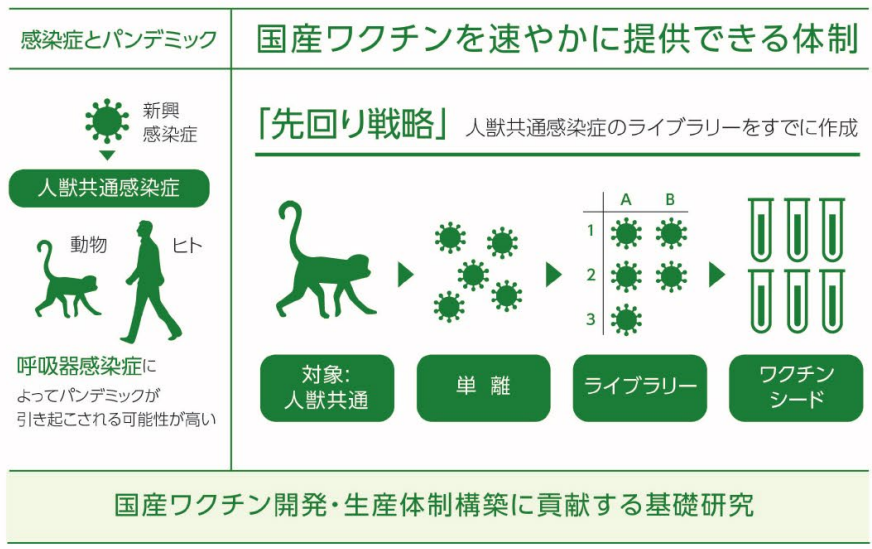 感染症とパンデミック
国産ワクチンを速やかに提供できる体制
新興
感染症
人獣共通感染症
動物
ヒト
呼吸器感染症に
よってパンデミックが
引き起こされる可能性が高い
「先回り戦略」 人獣共通感染症のライブラリーをすでに作成
A B
1
2
3
対象:
人獣共通
単 離
ライブラリー
ワクチン
シード
国産ワクチン開発・生産体制構築に貢献する基礎研究